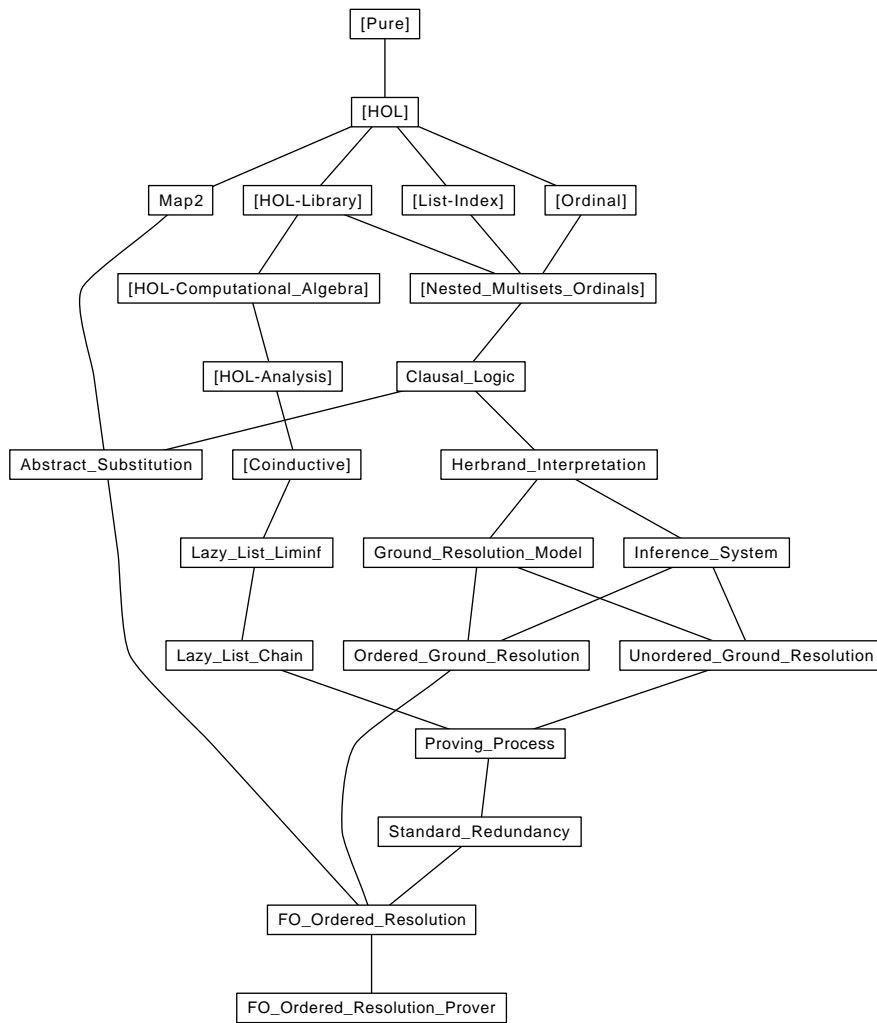 [Pure]
[HOL]
Map2
[HOL-Library]
[List-Index]
[Ordinal]
[HOL-Computational_Algebra]
[Nested_Multisets_Ordinals]
[HOL-Analysis]
Clausal_Logic
Abstract_Substitution
[Coinductive]
Herbrand_Interpretation
Lazy_List_Liminf
Ground_Resolution_Model
Inference_System
Lazy_List_Chain
Ordered_Ground_Resolution
Unordered_Ground_Resolution
Proving_Process
Standard_Redundancy
FO_Ordered_Resolution
FO_Ordered_Resolution_Prover